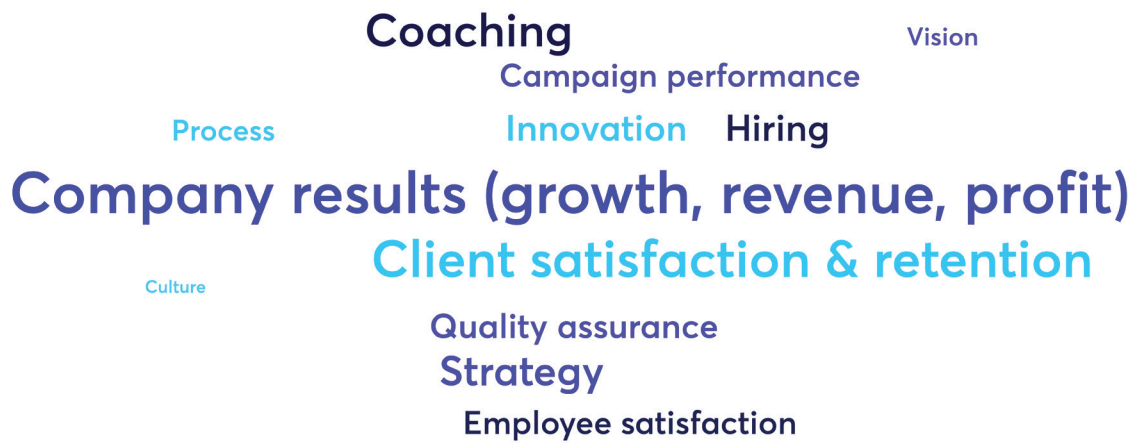 Coaching
Vision
Campaign performance
Process
Innovation
Hiring
Company results (growth, revenue, profit)
Client satisfaction & retention
Culture
Quality assurance
Strategy
Employee satisfaction